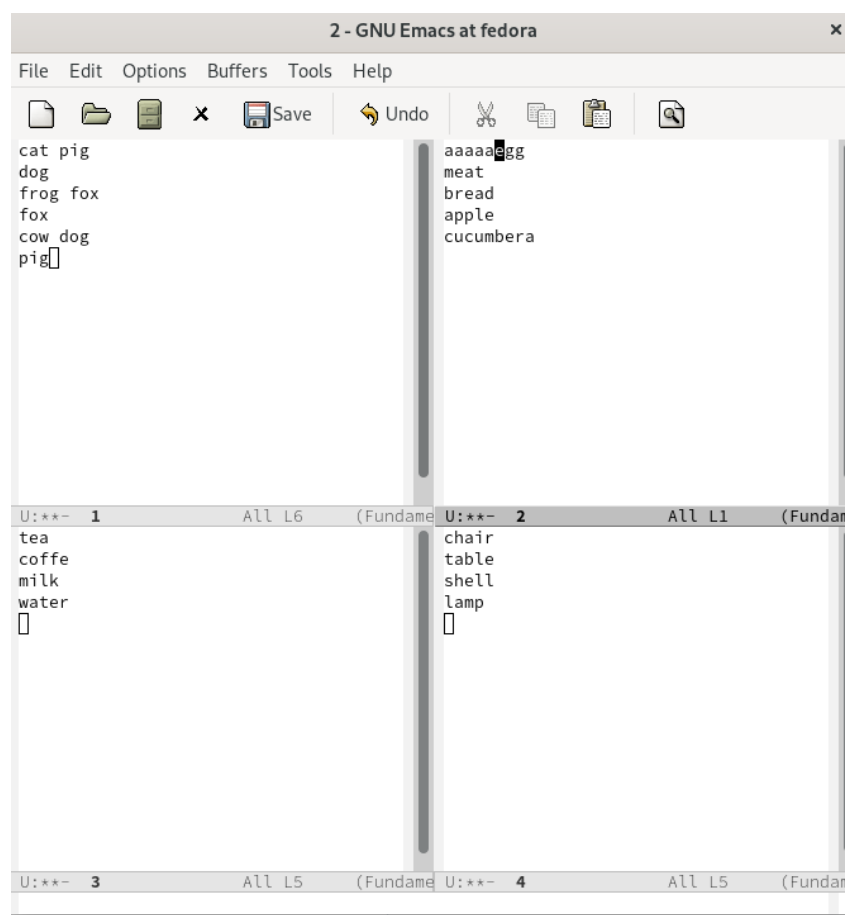 2 - GNU Emacs at fedora ×
File Edit Options Buffers Tools Help
Save Undo
cat pig
dog
frog fox
fox
cow dog
pig
U:**- 1 All L6 (Fundame
aaaaaegg
meat
bread
apple
cucumbera
U:**- 2 All L1 (Fundam
tea
coffe
milk
water
U:**- 3 All L5 (Fundame
chair
table
shell
lamp
U:**- 4 All L5 (Fundam